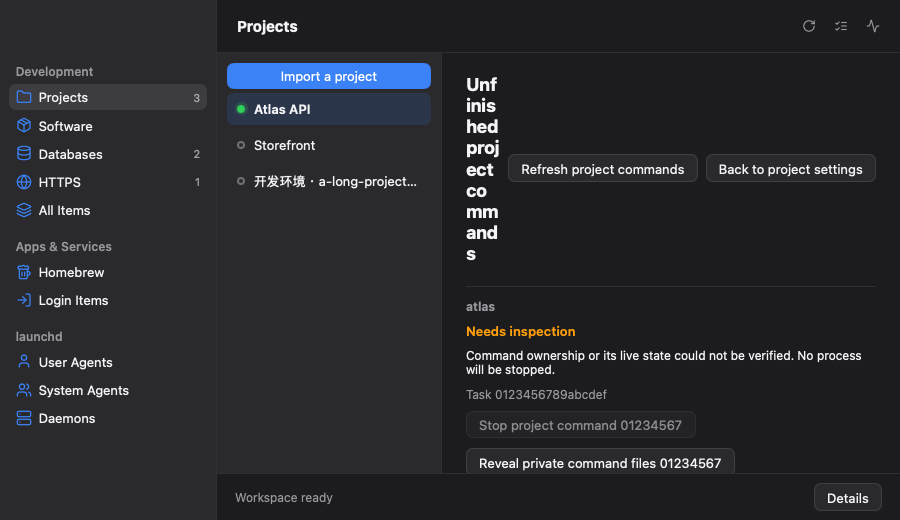 Projects
Development
Projects 3
Software
Databases 2
HTTPS 1
All Items
Apps & Services
Homebrew
Login Items
launchd
User Agents
System Agents
Daemons
Import a project
Atlas API
Storefront
开发环境 · a-long-project...
Unf
inis
hed
proj
ect
co
mm
and
s
Refresh project commands
Back to project settings
atlas
Needs inspection
Command ownership or its live state could not be verified. No process
will be stopped.
Task 0123456789abcdef
Stop project command 01234567
Reveal private command files 01234567
Workspace ready
Details